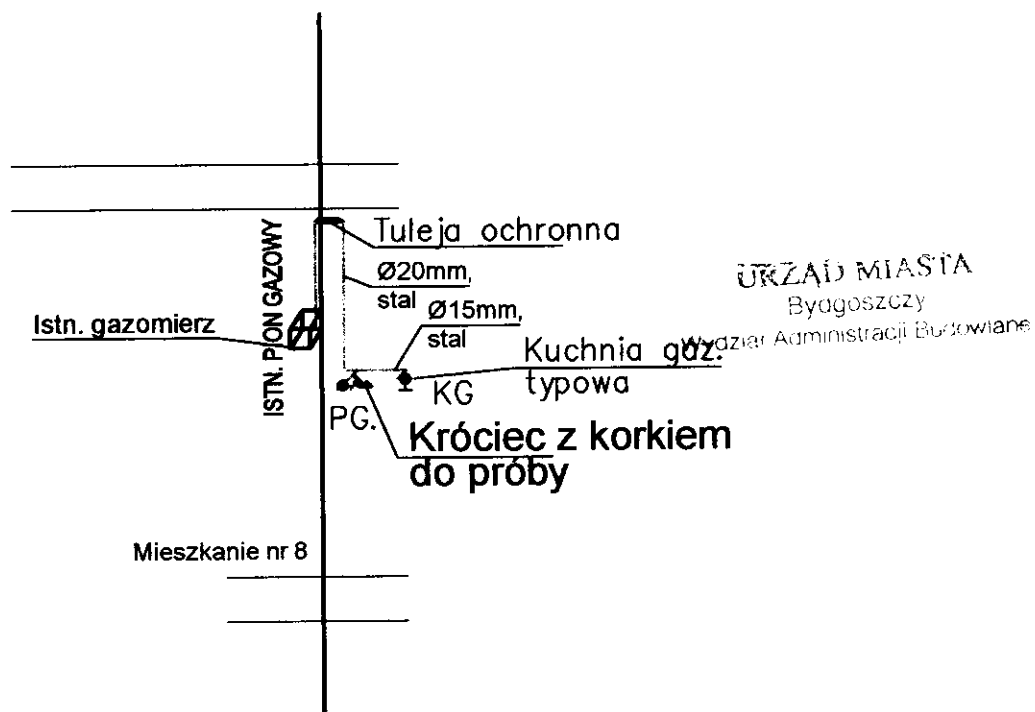 Tuleja ochronna
ISTN. PION GAZOWY
Ø20mm,
stal
URZĄD MIASTA
Bydgoszczy
Wydział Administracji Budowlane
Istn. gazomierz
Ø15mm,
stal
Kuchnia gaz.
typowa
KG
PG.
Króciec z korkiem
do próby
Mieszkanie nr 8